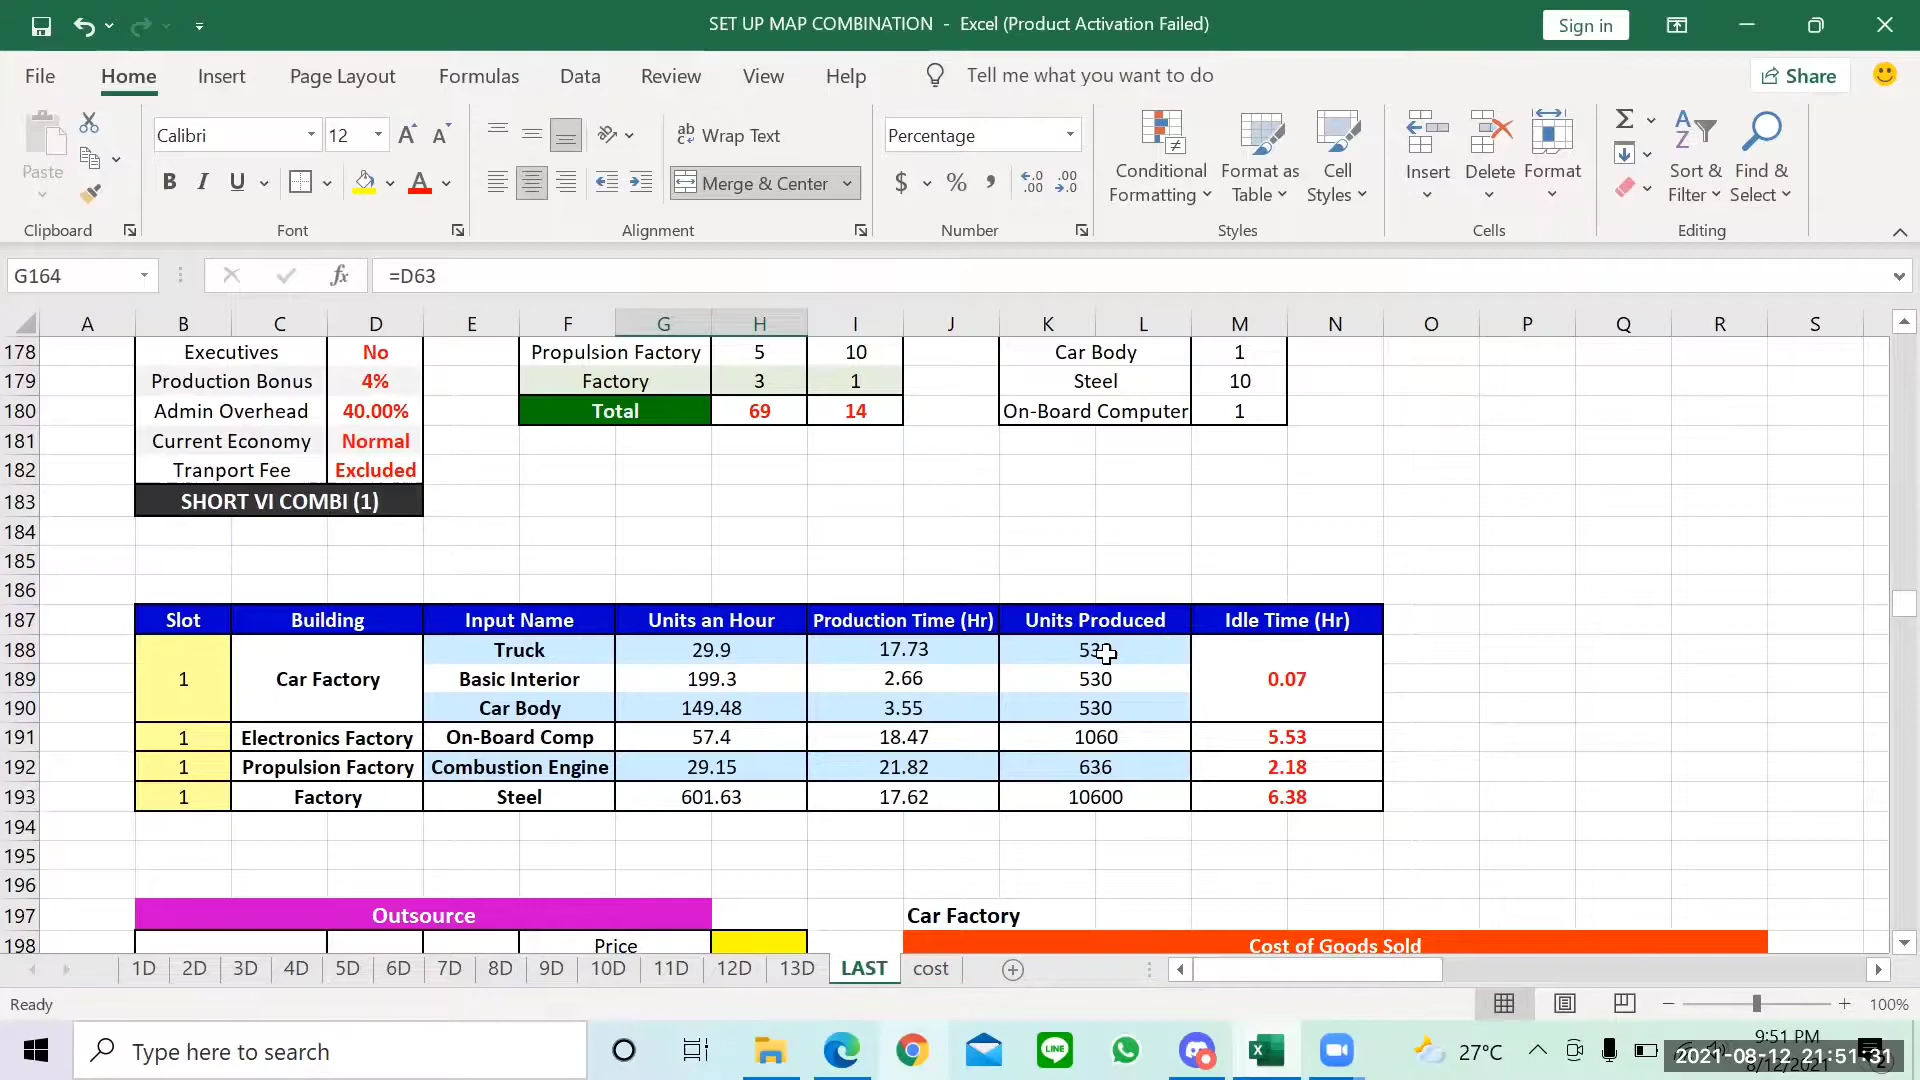 SET UP MAP COMBINATION - Excel (Product Activation Failed)
Sign in
File Home Insert Page Layout Formulas Data Review View Help Tell me what you want to do Share
Paste
Calibri 12
B I U
Wrap Text
Merge & Center
Percentage
Conditional Formatting
Format as Table
Cell Styles
Insert Delete Format
Sort & Filter
Find & Select
Clipboard Font Alignment Number Styles Cells Editing
G164 fx =D63
A B C D E F G H I J K L M N O P Q R S
178 Executives No Propulsion Factory 5 10 Car Body 1
179 Production Bonus 4% Factory 3 1 Steel 10
180 Admin Overhead 40.00% Total 69 14 On-Board Computer 1
181 Current Economy Normal
182 Tranport Fee Excluded
183 SHORT VI COMBI (1)
184
185
186
187 Slot Building Input Name Units an Hour Production Time (Hr) Units Produced Idle Time (Hr)
188 Truck 29.9 17.73 530
189 1 Car Factory Basic Interior 199.3 2.66 530 0.07
190 Car Body 149.48 3.55 530
191 1 Electronics Factory On-Board Comp 57.4 18.47 1060 5.53
192 1 Propulsion Factory Combustion Engine 29.15 21.82 636 2.18
193 1 Factory Steel 601.63 17.62 10600 6.38
194
195
196
197 Outsource Car Factory
198 Price Cost of Goods Sold
1D 2D 3D 4D 5D 6D 7D 8D 9D 10D 11D 12D 13D LAST cost
Ready 100%
Type here to search
LINE
27°C
9:51 PM
8/12/2021
2021-08-12 21:51:31